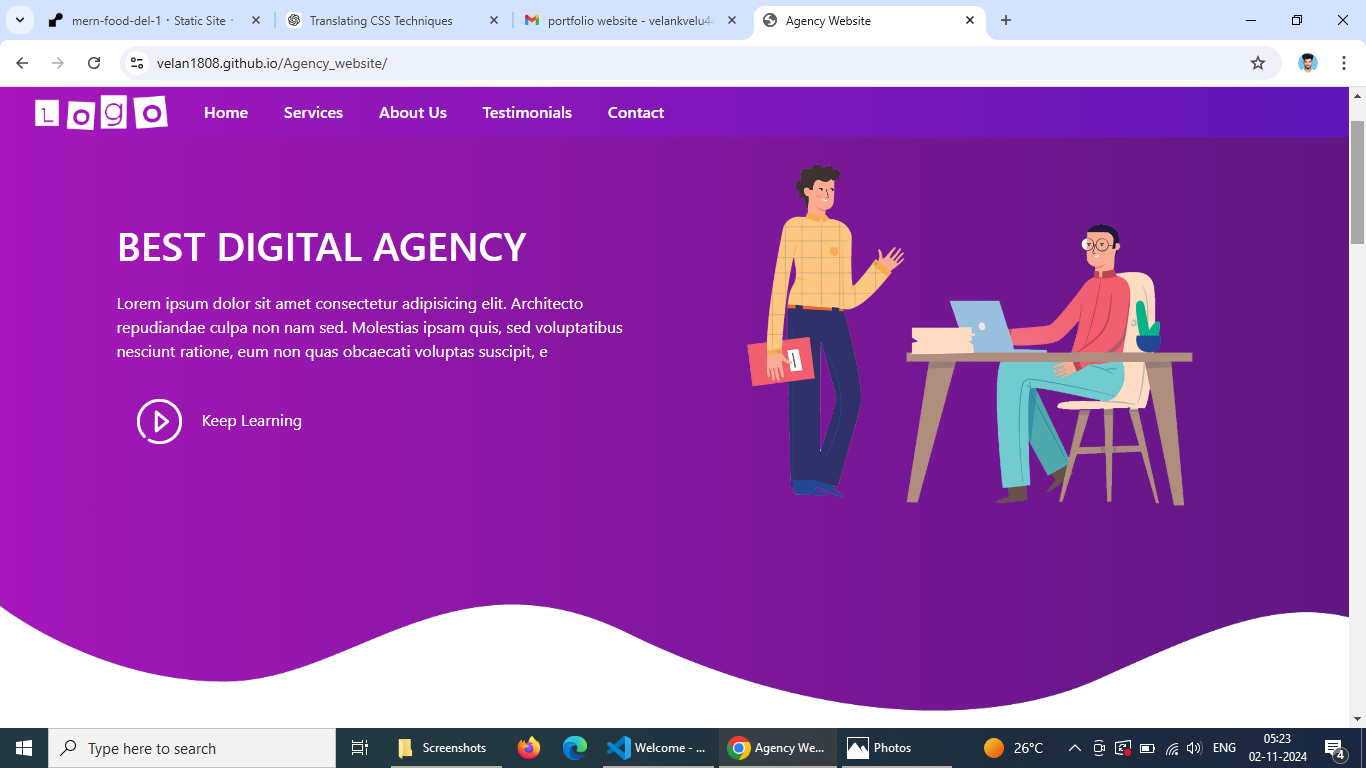 mern-food-del-1 · Static Site ·
Translating CSS Techniques
portfolio website - velankvelu44
Agency Website
velan1808.github.io/Agency_website/
LOgO
Home Services About Us Testimonials Contact
BEST DIGITAL AGENCY
Lorem ipsum dolor sit amet consectetur adipisicing elit. Architecto
repudiandae culpa non nam sed. Molestias ipsam quis, sed voluptatibus
nesciunt ratione, eum non quas obcaecati voluptas suscipit, e
Keep Learning
Type here to search
Screenshots
Welcome - ...
Agency We...
Photos
26°C
ENG
05:23
02-11-2024
4